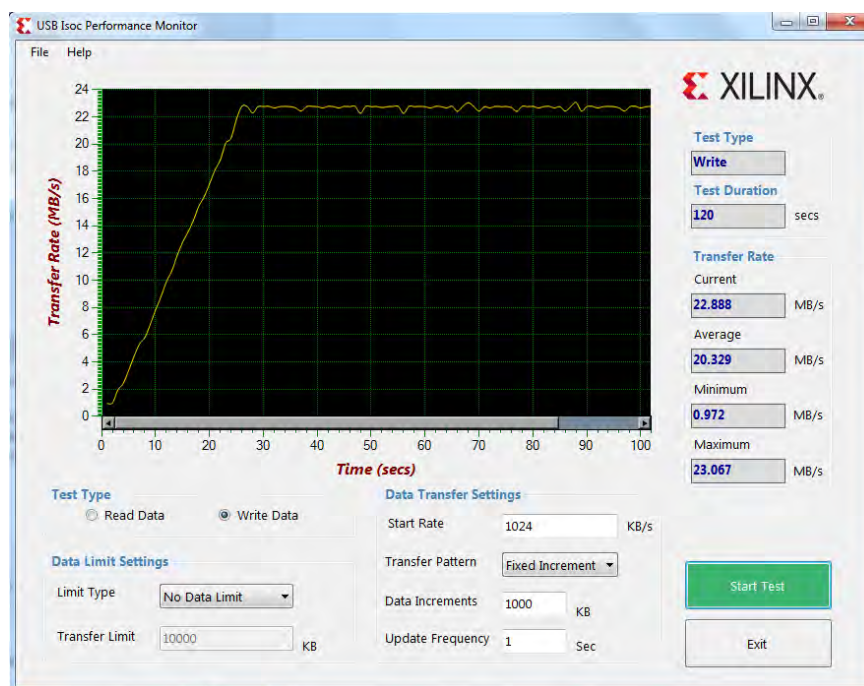 USB Isoc Performance Monitor
File Help
XILINX®
24
22
20
18
16
14
12
10
8
6
4
2
0
Transfer Rate (MB/s)
0 10 20 30 40 50 60 70 80 90 100
Time (secs)
Test Type
Write
Test Duration
120 secs
Transfer Rate
Current
22.888 MB/s
Average
20.329 MB/s
Minimum
0.972 MB/s
Maximum
23.067 MB/s
Test Type
Read Data Write Data
Data Limit Settings
Limit Type No Data Limit
Transfer Limit 10000 KB
Data Transfer Settings
Start Rate 1024 KB/s
Transfer Pattern Fixed Increment
Data Increments 1000 KB
Update Frequency 1 Sec
Start Test
Exit